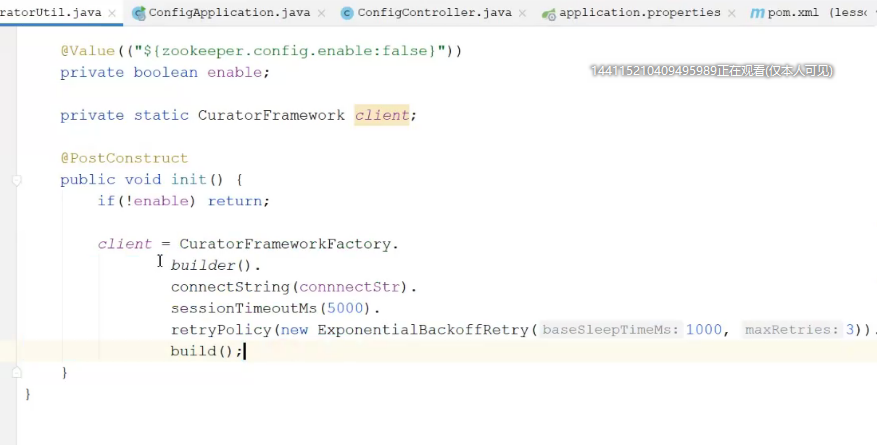 ratorUtil.java × ConfigApplication.java × ConfigController.java × application.properties × pom.xml (less
@Value(("${zookeeper.config.enable:false}"))
private boolean enable;
144115210409495989正在观看(仅本人可见)
private static CuratorFramework client;
@PostConstruct
public void init() {
if(!enable) return;
client = CuratorFrameworkFactory.
builder().
connectString(connnectStr).
sessionTimeoutMs(5000).
retryPolicy(new ExponentialBackoffRetry( baseSleepTimeMs: 1000, maxRetries: 3)).
build();
}
}